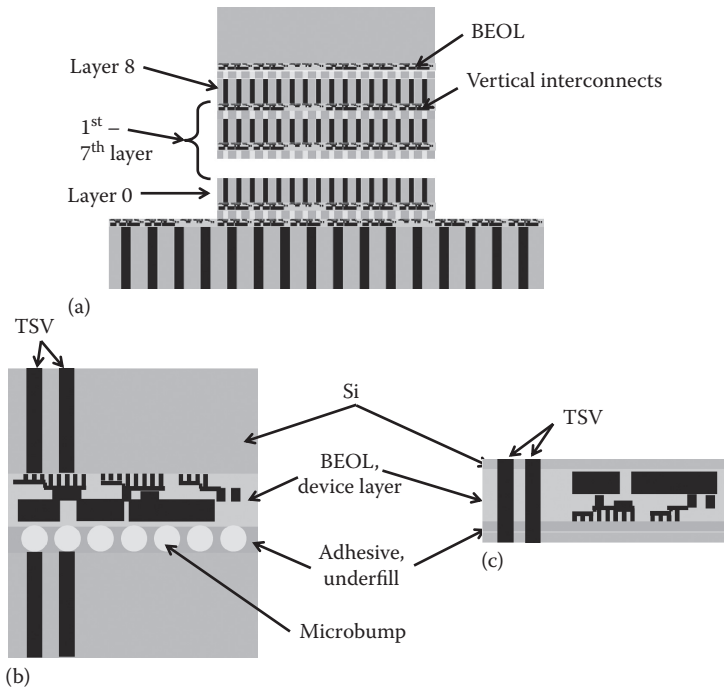 BEOL
Layer 8
Vertical interconnects
1st –
7th layer
Layer 0
(a)
TSV
Si
TSV
BEOL,
device layer
Adhesive,
underfill
(c)
Microbump
(b)